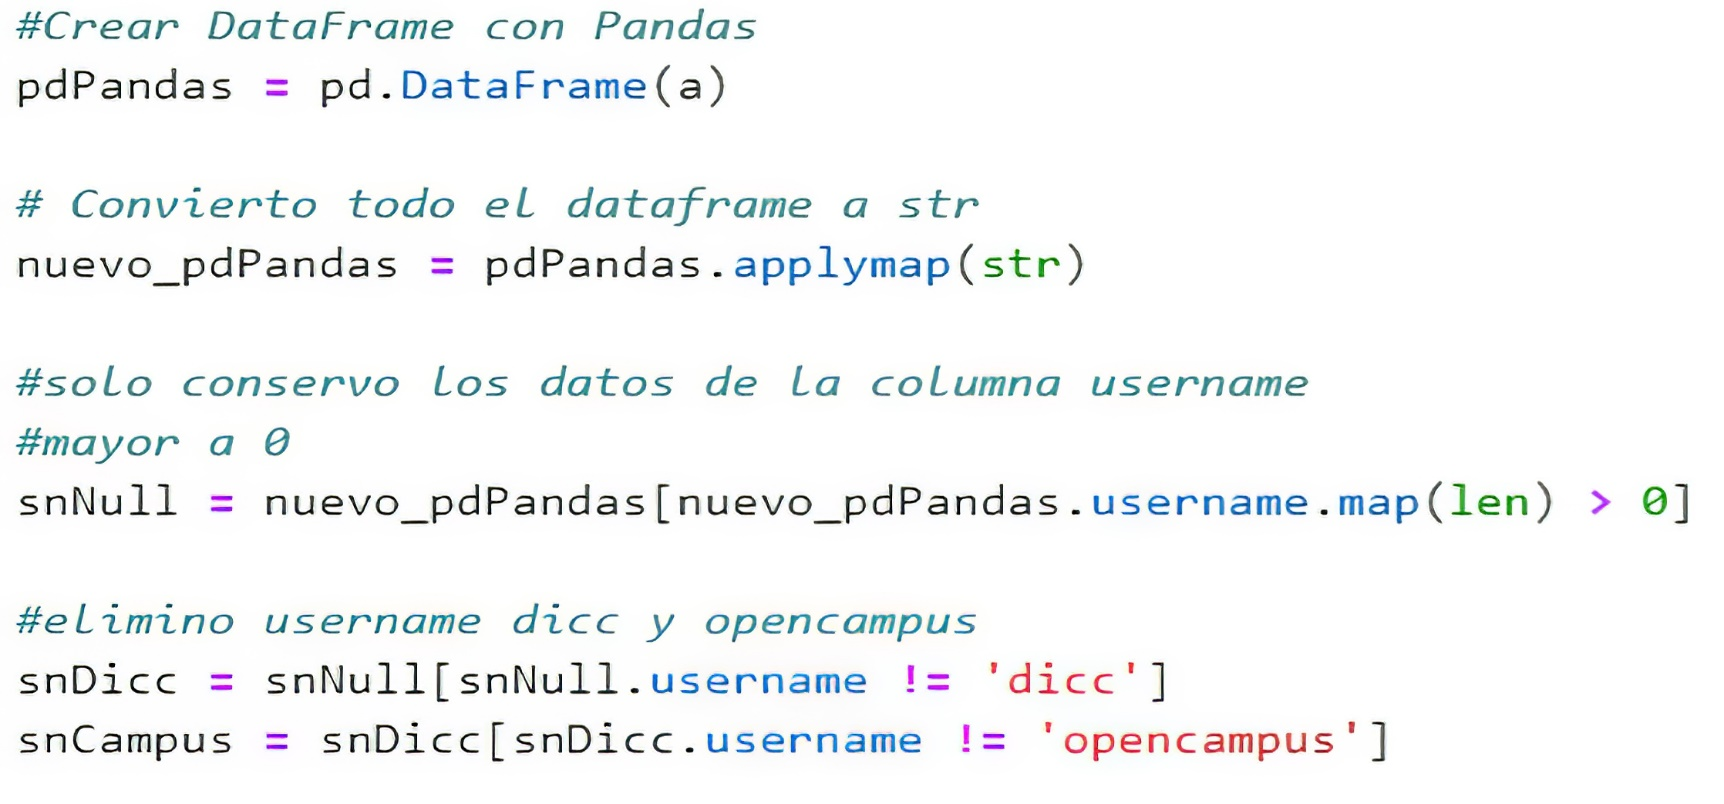 #Crear DataFrame con Pandas
pdPandas = pd.DataFrame(a)
# Convierto todo el dataframe a str
nuevo_pdPandas = pdPandas.applymap(str)
#solo conservo los datos de la columna username
#mayor a 0
snNull = nuevo_pdPandas[nuevo_pdPandas.username.map(len) > 0]
#elimino username dicc y opencampus
snDicc = snNull[snNull.username != 'dicc']
snCampus = snDicc[snDicc.username != 'opencampus']